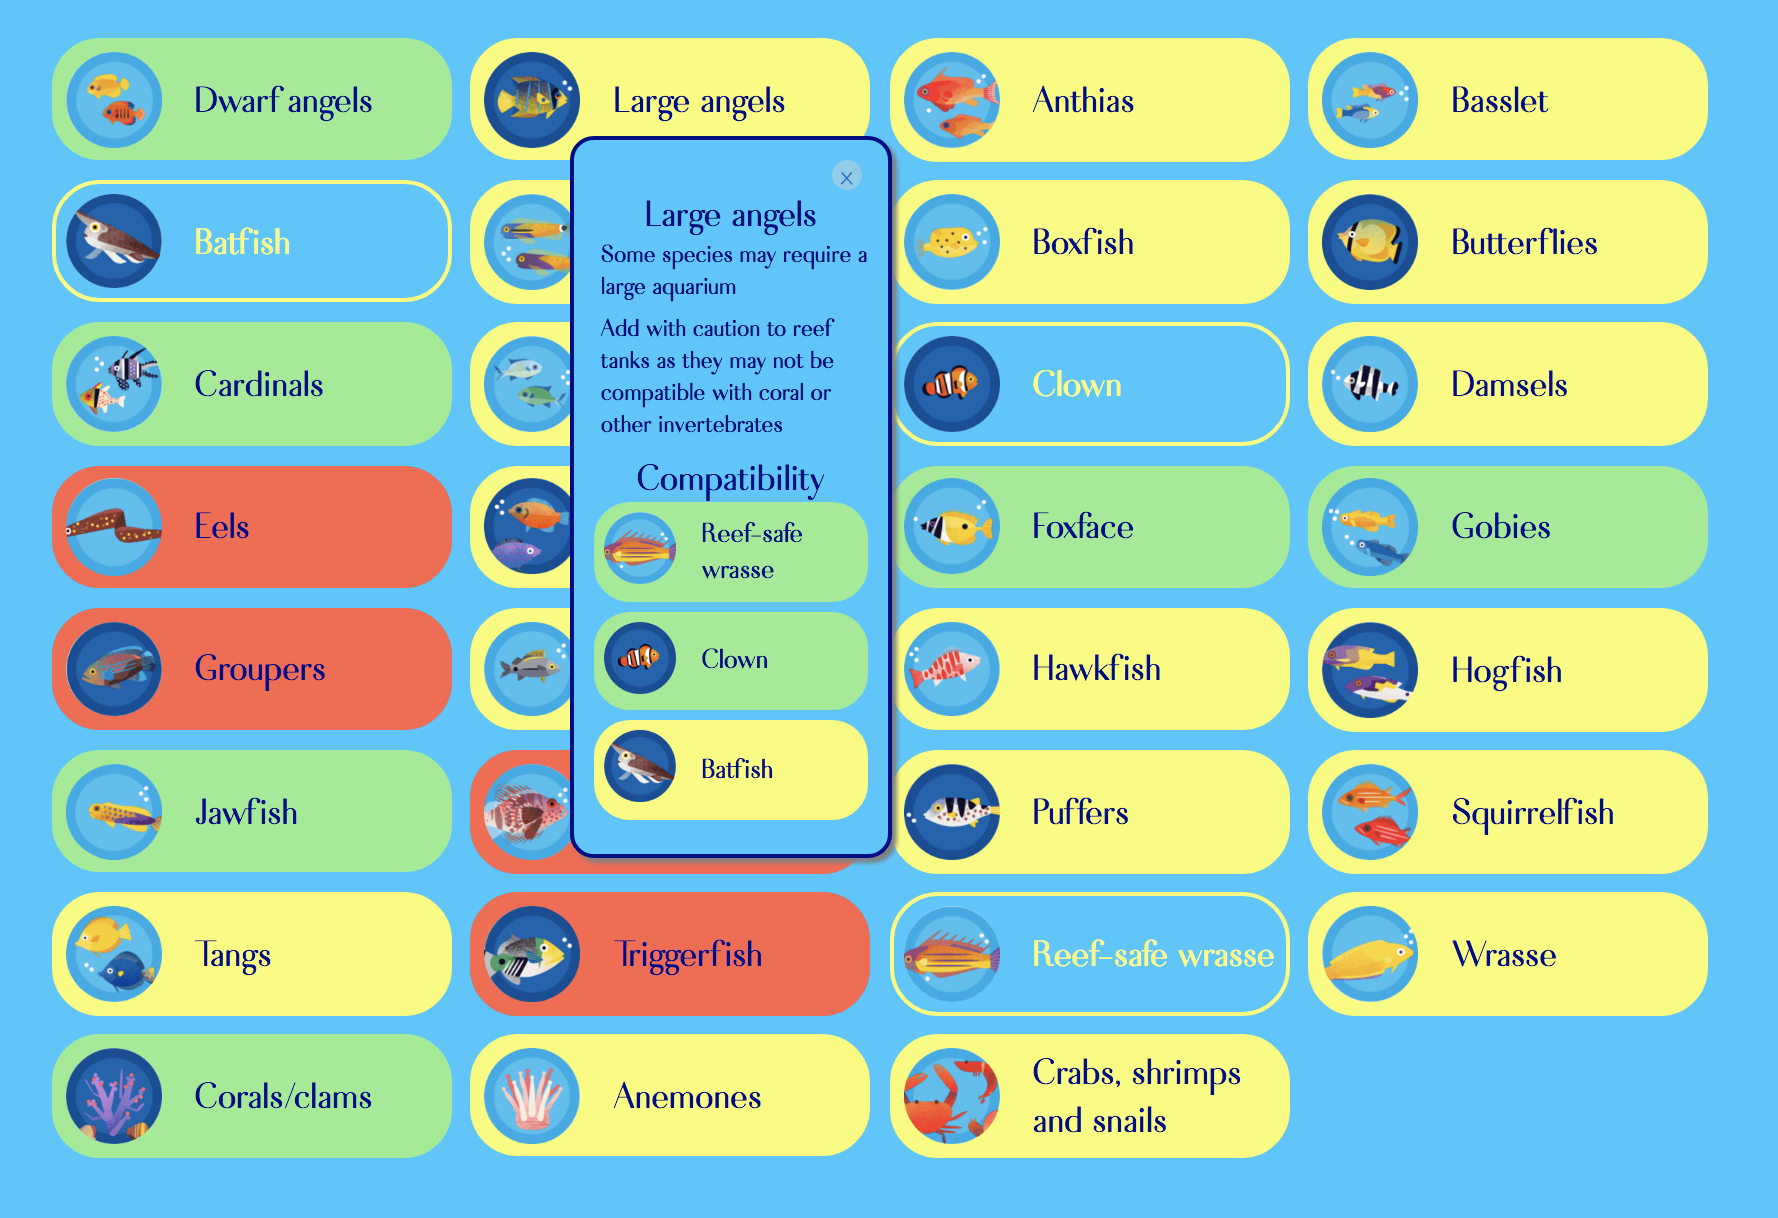 Dwarf angels
Large angels
Anthias
Basslet
Batfish
Boxfish
Butterflies
Cardinals
Clown
Damsels
Eels
Foxface
Gobies
Groupers
Hawkfish
Hogfish
Jawfish
Puffers
Squirrelfish
Tangs
Triggerfish
Reef-safe wrasse
Wrasse
Corals/clams
Anemones
Crabs, shrimps
and snails
x
Large angels
Some species may require a
large aquarium
Add with caution to reef
tanks as they may not be
compatible with coral or
other invertebrates
Compatibility
Reef-safe
wrasse
Clown
Batfish